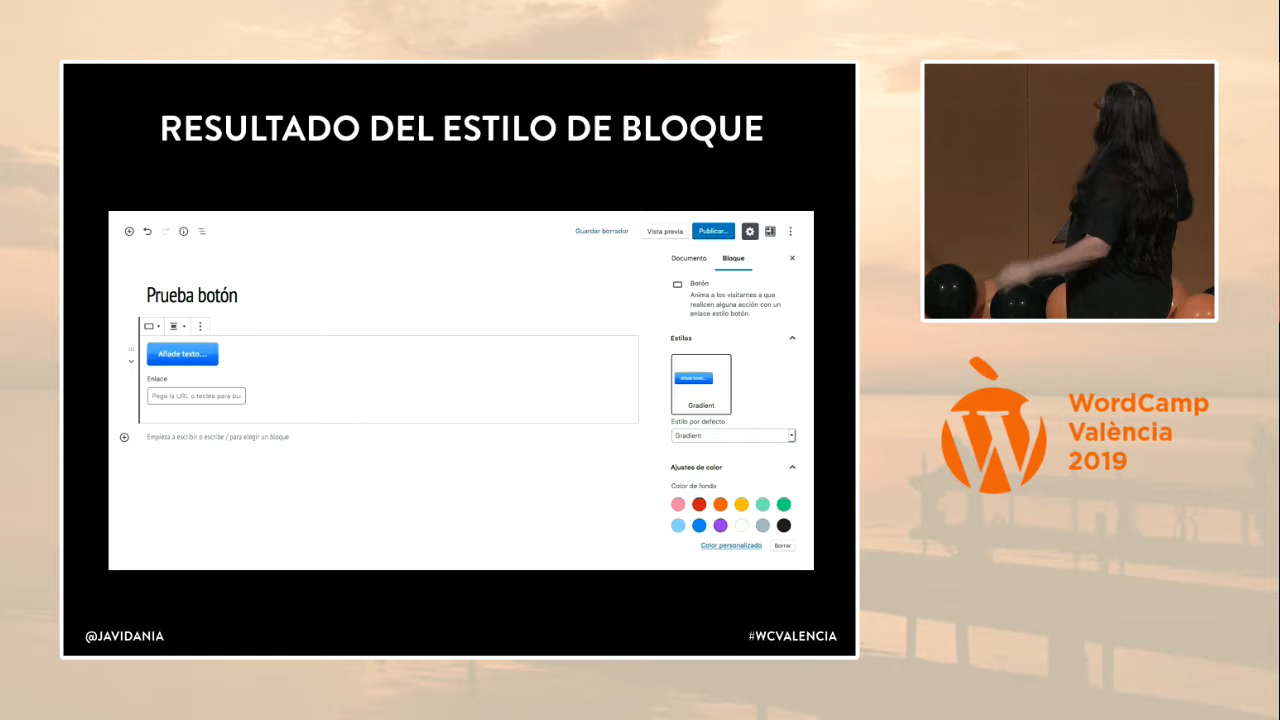 RESULTADO DEL ESTILO DE BLOQUE
Guardar borrador
Vista previa
Publicar...
Documento
Bloque
Botón
Anima a los visitantes a que
realicen alguna acción con un
enlace estilo botón.
Prueba botón
Añade texto...
Enlace
Pega la URL o teclea para bu
Empieza a escribir o escribe / para elegir un bloque
Estilos
Añade texto...
Gradient
Estilo por defecto
Gradient
Ajustes de color
Color de fondo
Color personalizado
Borrar
@JAVIDANIA
#WCVALENCIA
WordCamp
València
2019